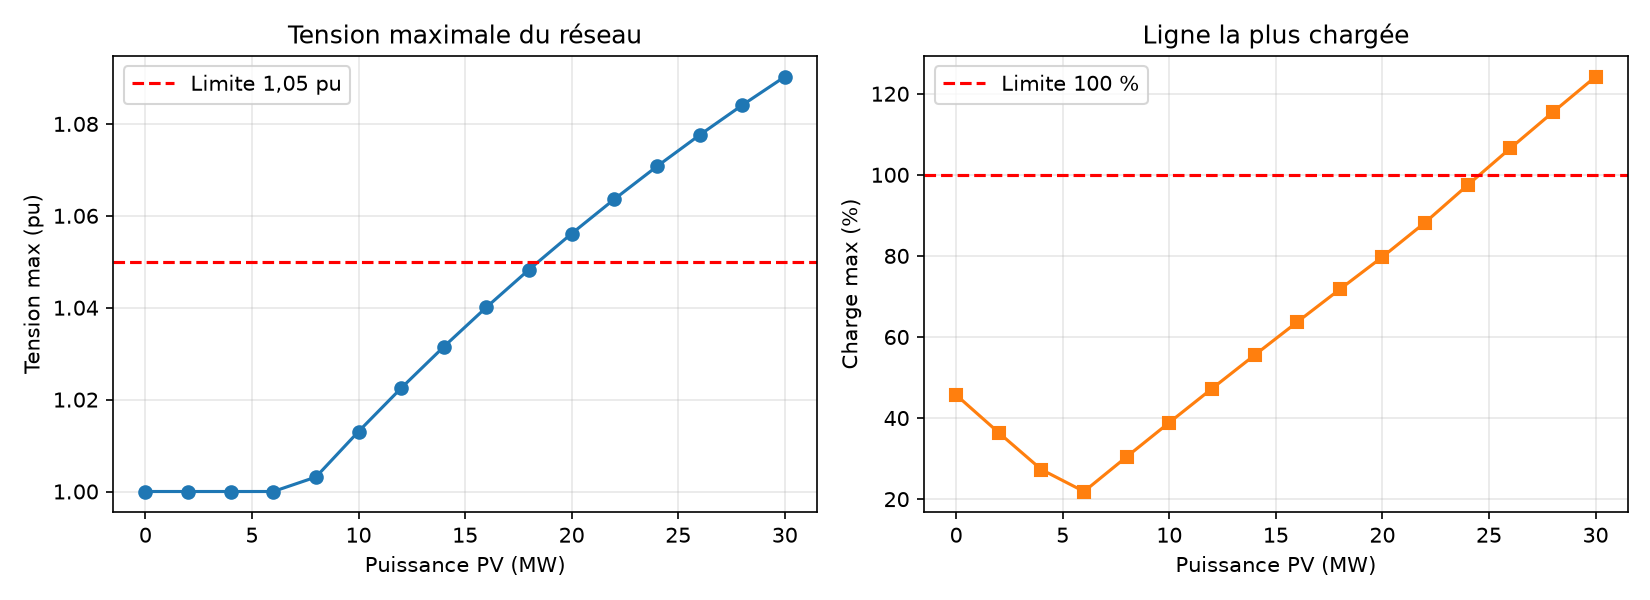 Tension maximale du réseau
Limite 1,05 pu
Tension max (pu)
1.08
1.06
1.04
1.02
1.00
0 5 10 15 20 25 30
Puissance PV (MW)
Ligne la plus chargée
Limite 100 %
Charge max (%)
120
100
80
60
40
20
0 5 10 15 20 25 30
Puissance PV (MW)